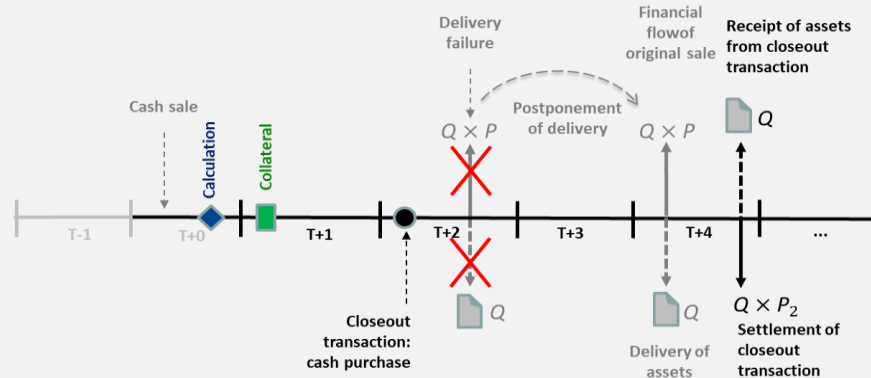 Financial
flowof
original sale
Receipt of assets
from closeout
transaction
Delivery
failure
Cash sale
Postponement
of delivery
Calculation
Collateral
Q × P
Q × P
Q
T-1
T+0
T+1
T+2
T+3
T+4
...
Closeout
transaction:
cash purchase
Q
Q
Delivery of
assets
Q × P₂
Settlement of
closeout
transaction